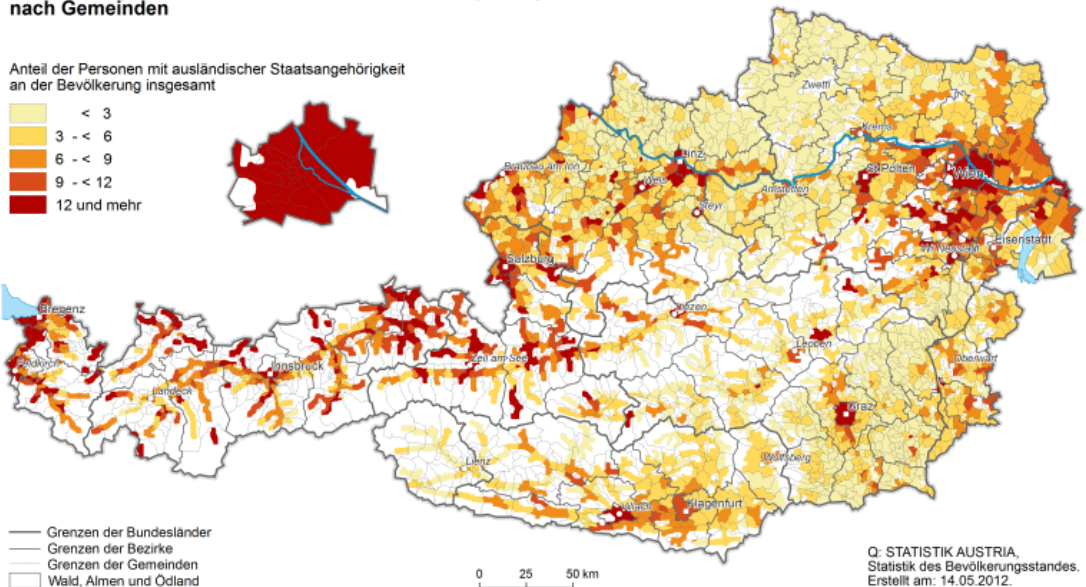 nach Gemeinden
Anteil der Personen mit ausländischer Staatsangehörigkeit
an der Bevölkerung insgesamt
< 3
3 - < 6
6 - < 9
9 - < 12
12 und mehr
Zwettl
Krems
Linz
Braunau am Inn
Wels
St.Pölten
Wien
Amstetten
Steyr
Eisenstadt
Wr.Neustadt
Salzburg
Bregenz
Liezen
Leoben
Oberwart
Feldkirch
Zell am See
Innsbruck
Landeck
Graz
Lienz
Wolfsberg
Villach
Klagenfurt
Grenzen der Bundesländer
Grenzen der Bezirke
Grenzen der Gemeinden
Wald, Almen und Ödland
0 25 50 km
Q: STATISTIK AUSTRIA,
Statistik des Bevölkerungsstandes.
Erstellt am: 14.05.2012.